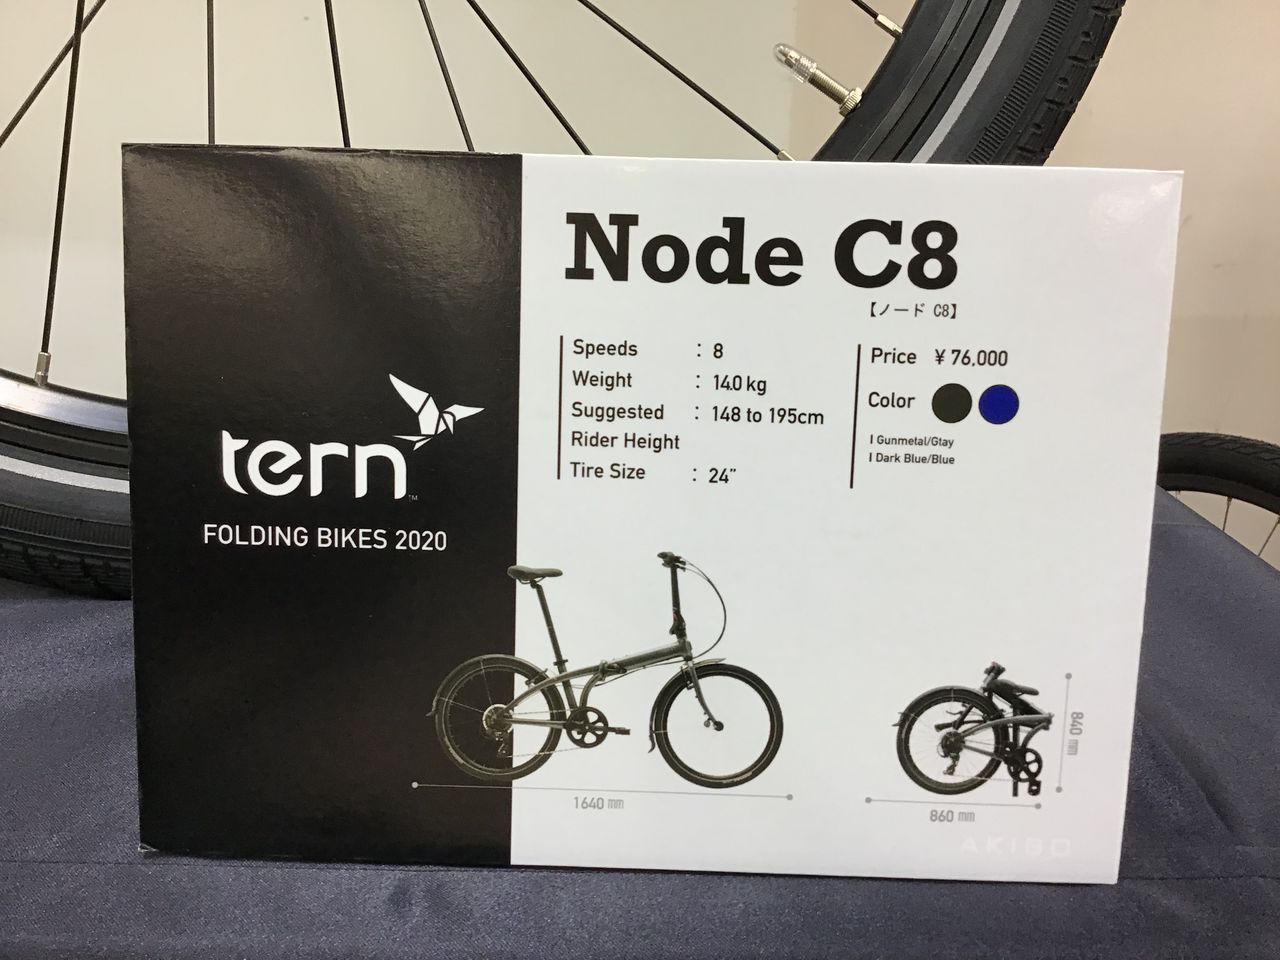 tern™
FOLDING BIKES 2020
Node C8
【ノード C8】
Speeds : 8
Weight : 14.0 kg
Suggested : 148 to 195cm
Rider Height
Tire Size : 24"
Price ¥ 76,000
Color
I Gunmetal/Gtay
I Dark Blue/Blue
1640 mm
840 mm
860 mm
AKIBO